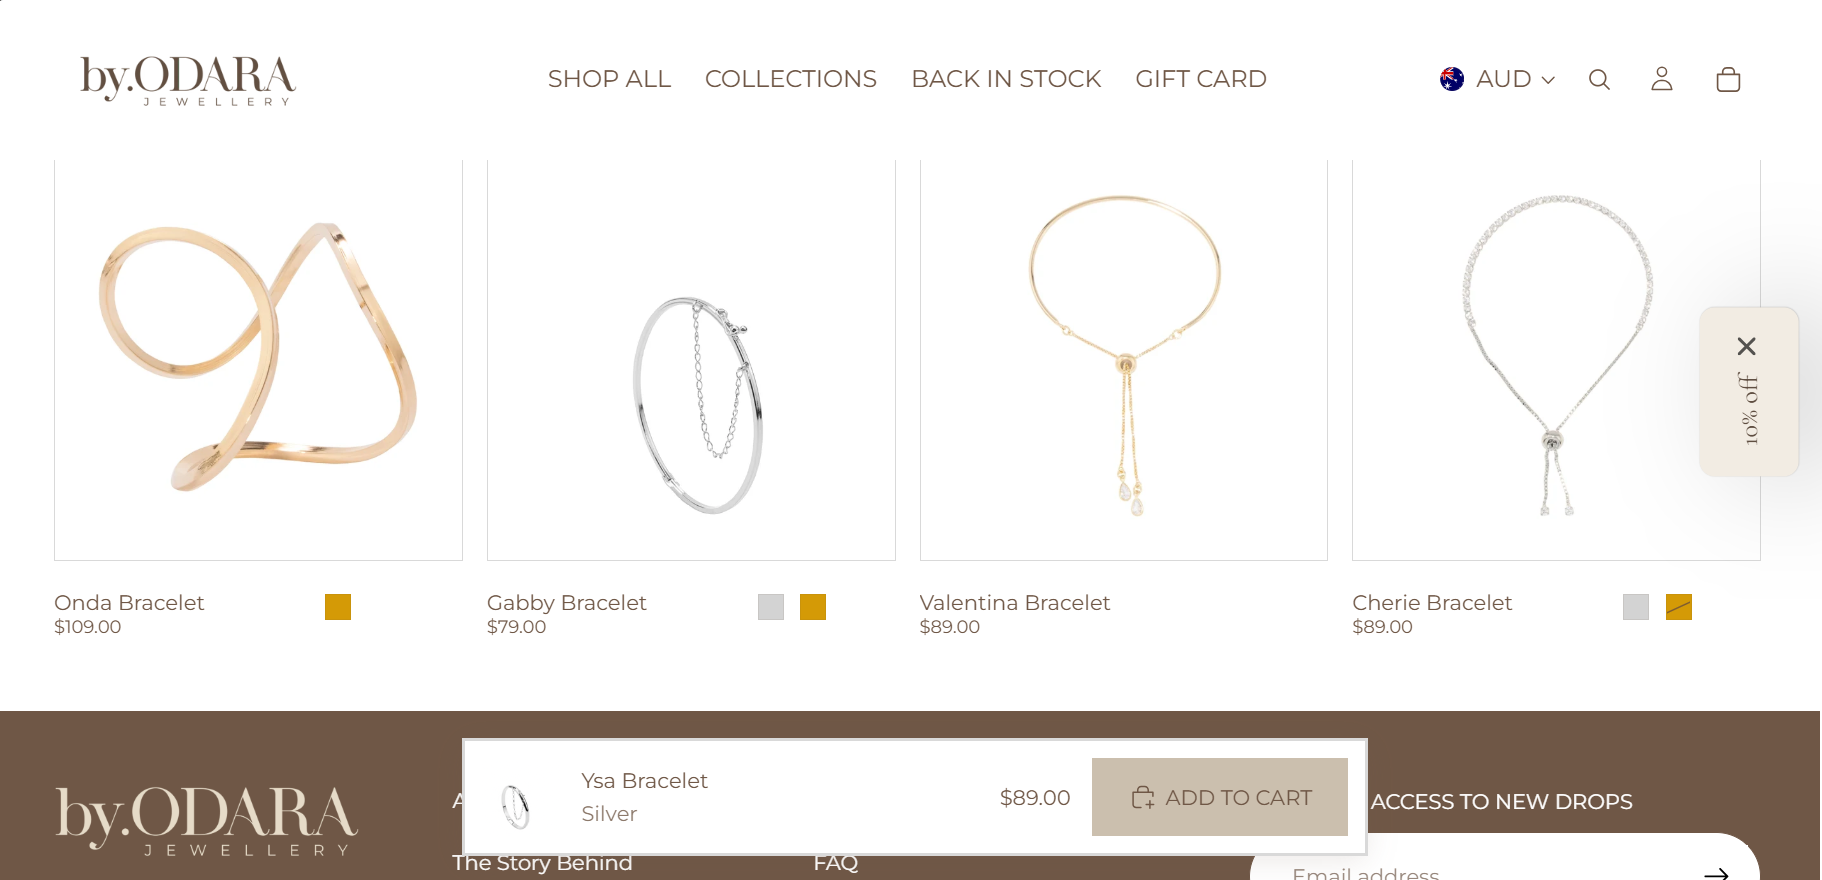 by.ODARA
JEWELLERY
SHOP ALL
COLLECTIONS
BACK IN STOCK
GIFT CARD
AUD
10% off
Onda Bracelet
$109.00
Gabby Bracelet
$79.00
Valentina Bracelet
$89.00
Cherie Bracelet
$89.00
by.ODARA
JEWELLERY
Ysa Bracelet
Silver
$89.00
ADD TO CART
ACCESS TO NEW DROPS
The Story Behind
FAQ
Email address